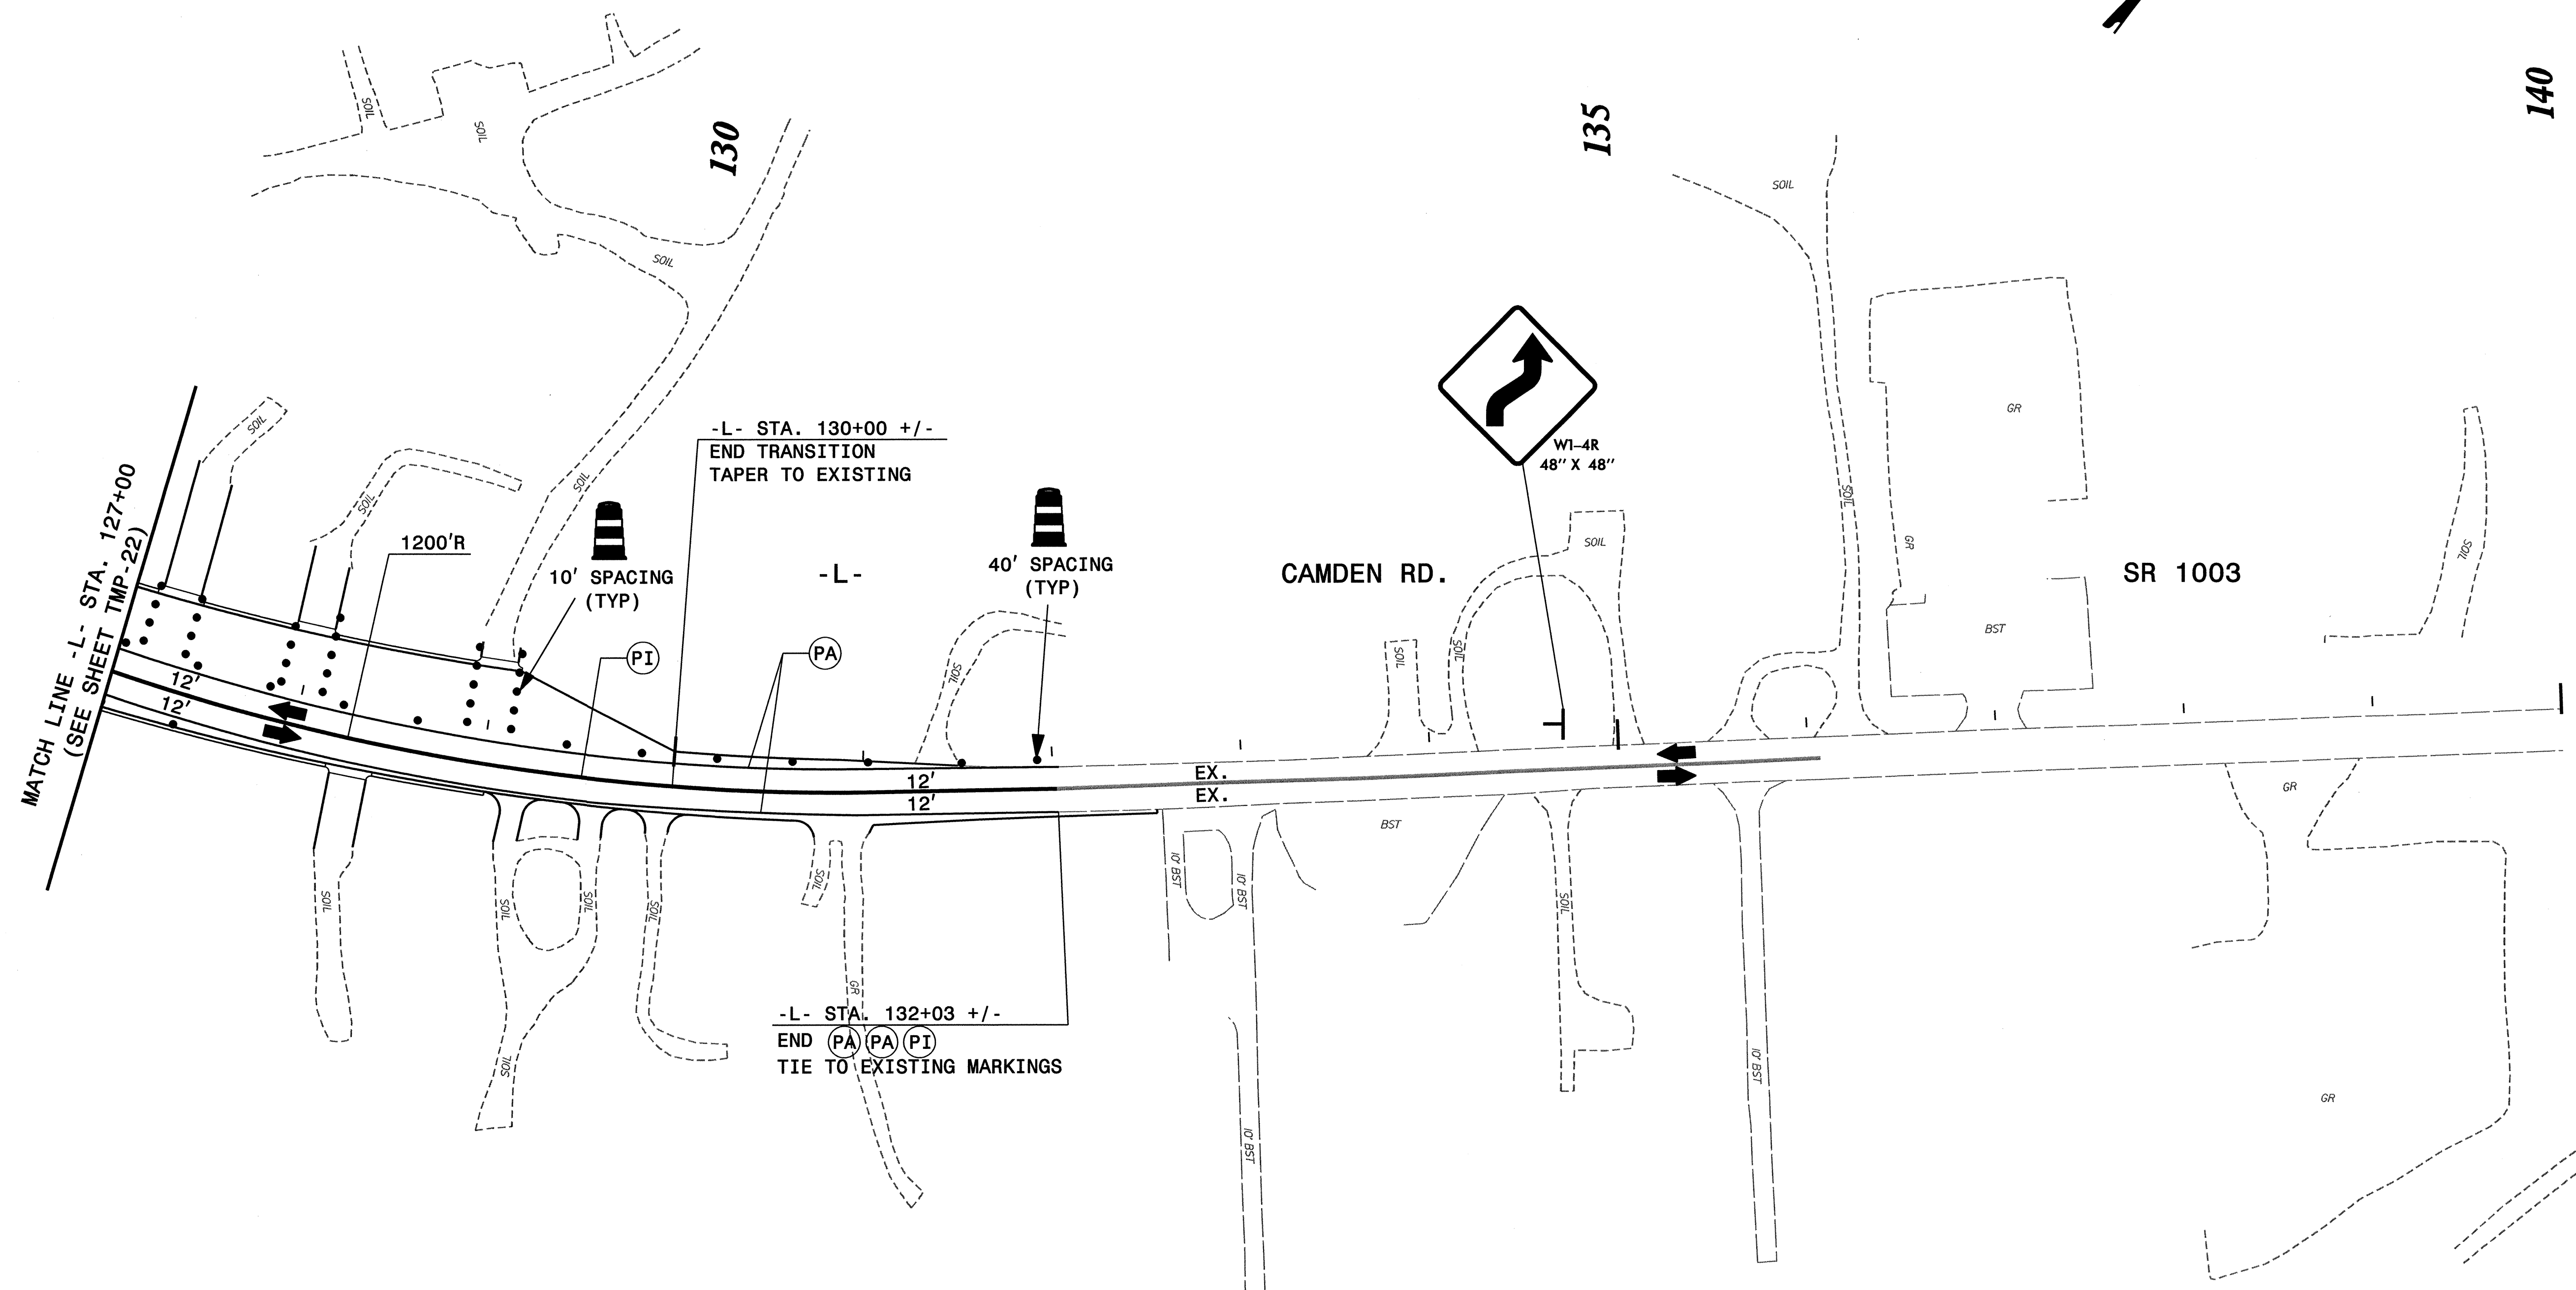 140
135
130
SOIL
SOIL
SOIL
SOIL
SOIL
SOIL
SOIL
SOIL
GR
GR
BST
SOIL
W1-4R
48" X 48"
MATCH LINE -L- STA. 127+00
(SEE SHEET TMP-22)
-L- STA. 130+00 +/-
END TRANSITION
TAPER TO EXISTING
1200'R
10' SPACING
(TYP)
-L-
40' SPACING
(TYP)
CAMDEN RD.
SR 1003
SOIL
SOIL
SOIL
SOIL
PI
PA
12'
12'
12'
12'
EX.
EX.
GR
BST
10' BST
10' BST
SOIL
SOIL
SOIL
SOIL
SOIL
SOIL
GR
-L- STA. 132+03 +/-
END PA PA PI
TIE TO EXISTING MARKINGS
SOIL
10' BST
10' BST
GR